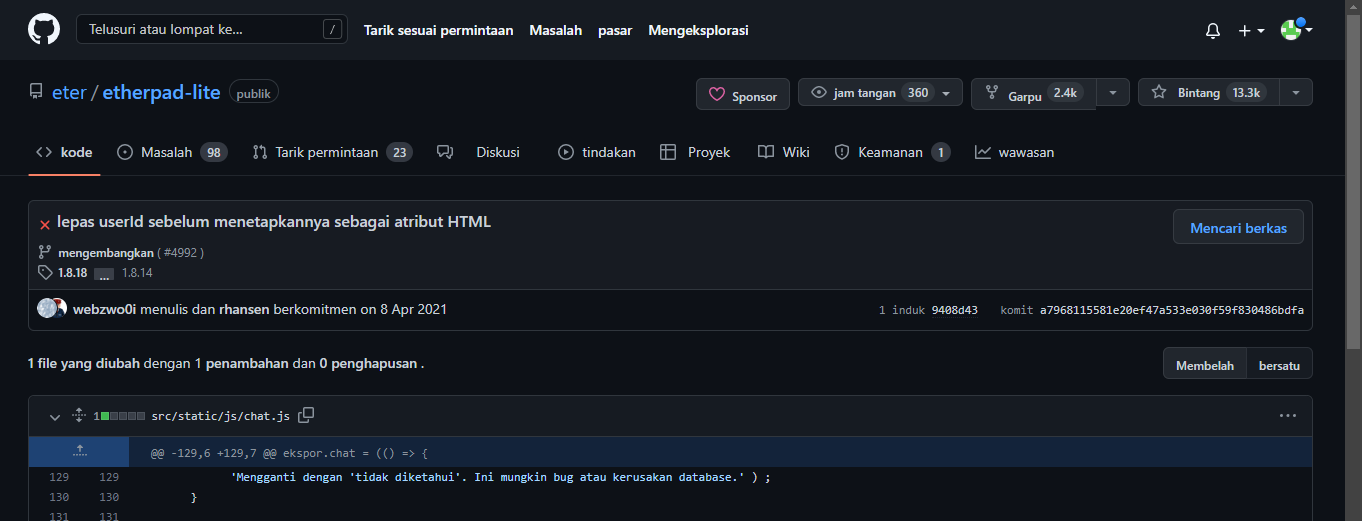 Telusuri atau lompat ke... / Tarik sesuai permintaan Masalah pasar Mengeksplorasi
eter / etherpad-lite publik Sponsor jam tangan 360 Garpu 2.4k Bintang 13.3k
kode Masalah 98 Tarik permintaan 23 Diskusi tindakan Proyek Wiki Keamanan 1 wawasan
lepas userId sebelum menetapkannya sebagai atribut HTML Mencari berkas
mengembangkan ( #4992 )
1.8.18 ... 1.8.14
webzwo0i menulis dan rhansen berkomitmen on 8 Apr 2021 1 induk 9408d43 komit a7968115581e20ef47a533e030f59f830486bdfa
1 file yang diubah dengan 1 penambahan dan 0 penghapusan . Membelah bersatu
1 src/static/js/chat.js ...
@@ -129,6 +129,7 @@ ekspor.chat = (() => {
129 129 'Mengganti dengan 'tidak diketahui'. Ini mungkin bug atau kerusakan database.' ) ;
130 130 }
131 131